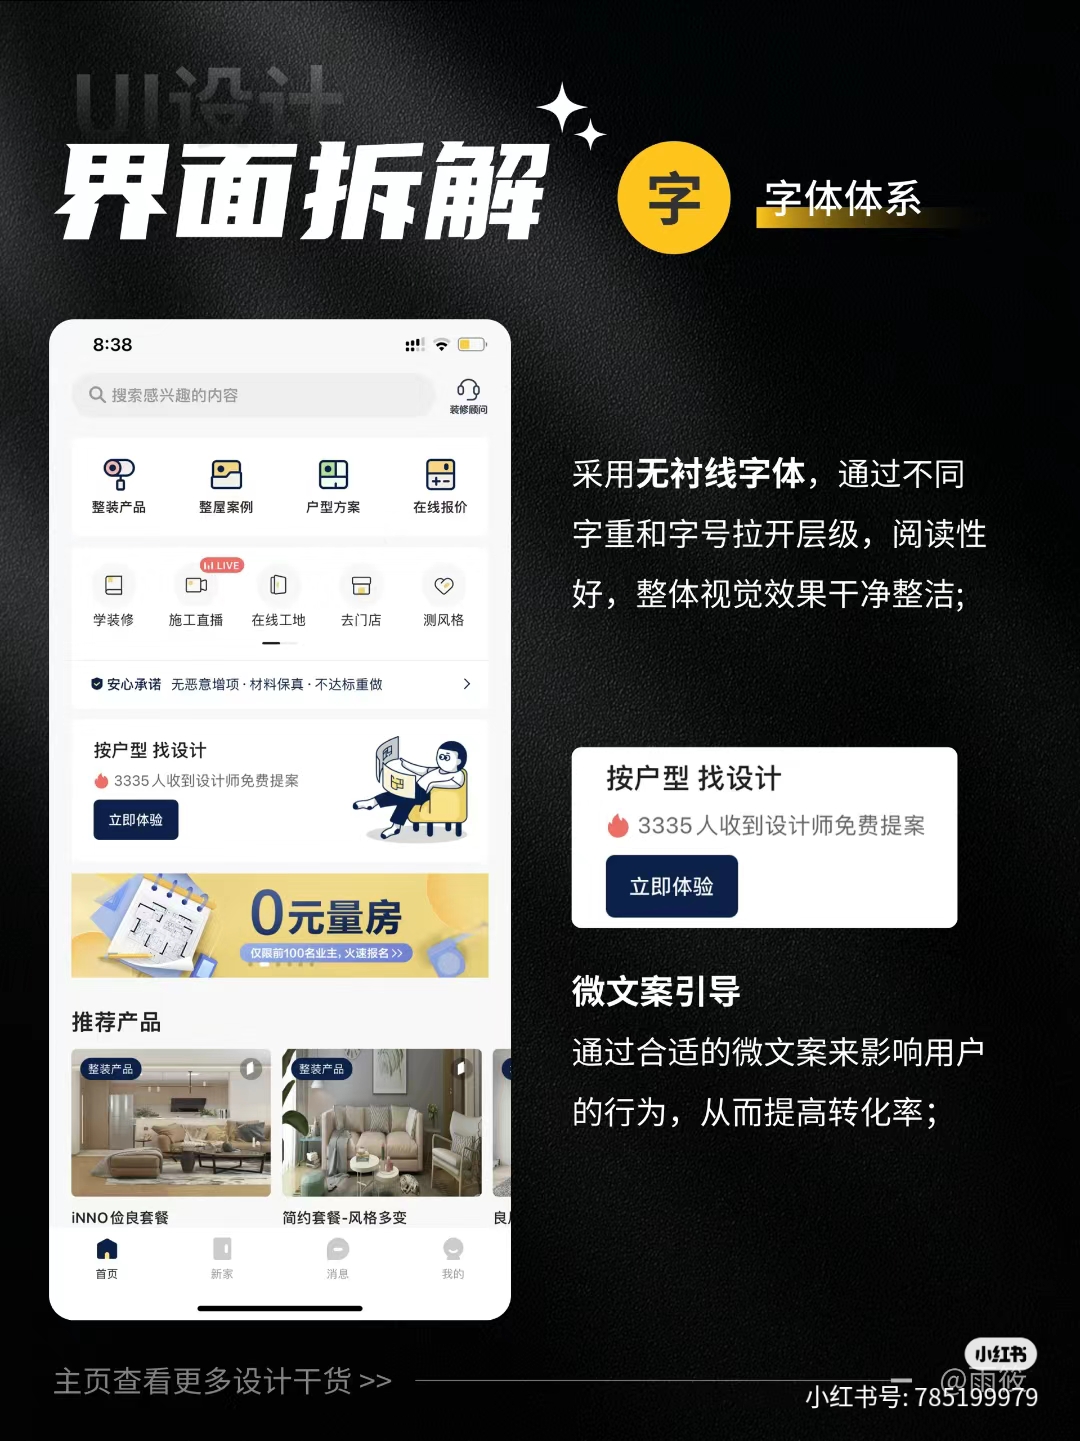 UI设计
界面拆解
字
字体体系
8:38
搜索感兴趣的内容
装修顾问
整装产品
整屋案例
户型方案
在线报价
LIVE
学装修
施工直播
在线工地
去门店
测风格
安心承诺 无恶意增项·材料保真·不达标重做
按户型 找设计
3335人收到设计师免费提案
立即体验
0元量房
仅限前100名业主，火速报名>>
推荐产品
整装产品
整装产品
iNNO俭良套餐
简约套餐-风格多变
首页
新家
消息
我的
采用无衬线字体，通过不同
字重和字号拉开层级，阅读性
好，整体视觉效果干净整洁;
按户型 找设计
3335人收到设计师免费提案
立即体验
微文案引导
通过合适的微文案来影响用户
的行为，从而提高转化率；
主页查看更多设计干货 >>
小红书
@雨筱
小红书号: 785199979